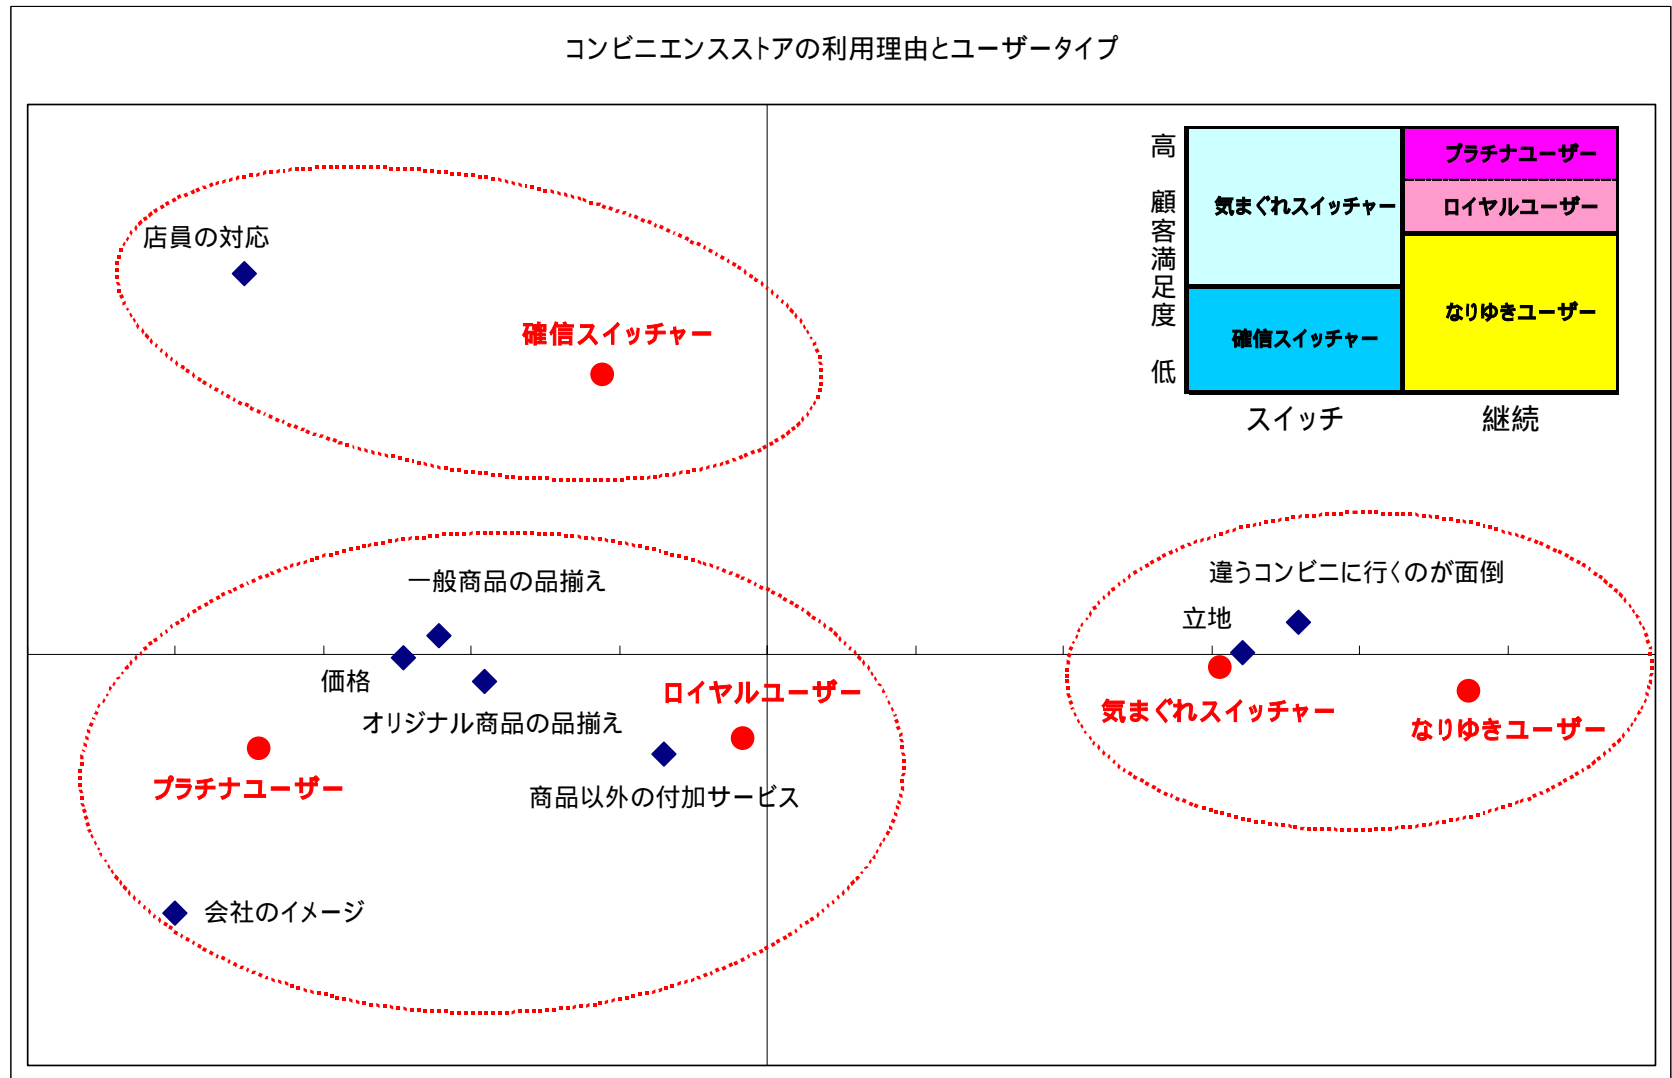 コンビニエンスストアの利用理由とユーザータイプ
高
顧客満足度
低
プラチナユーザー
気まぐれスイッチャー
ロイヤルユーザー
なりゆきユーザー
確信スイッチャー
スイッチ
継続
店員の対応
確信スイッチャー
一般商品の品揃え
価格
オリジナル商品の品揃え
ロイヤルユーザー
プラチナユーザー
商品以外の付加サービス
会社のイメージ
違うコンビニに行くのが面倒
立地
気まぐれスイッチャー
なりゆきユーザー